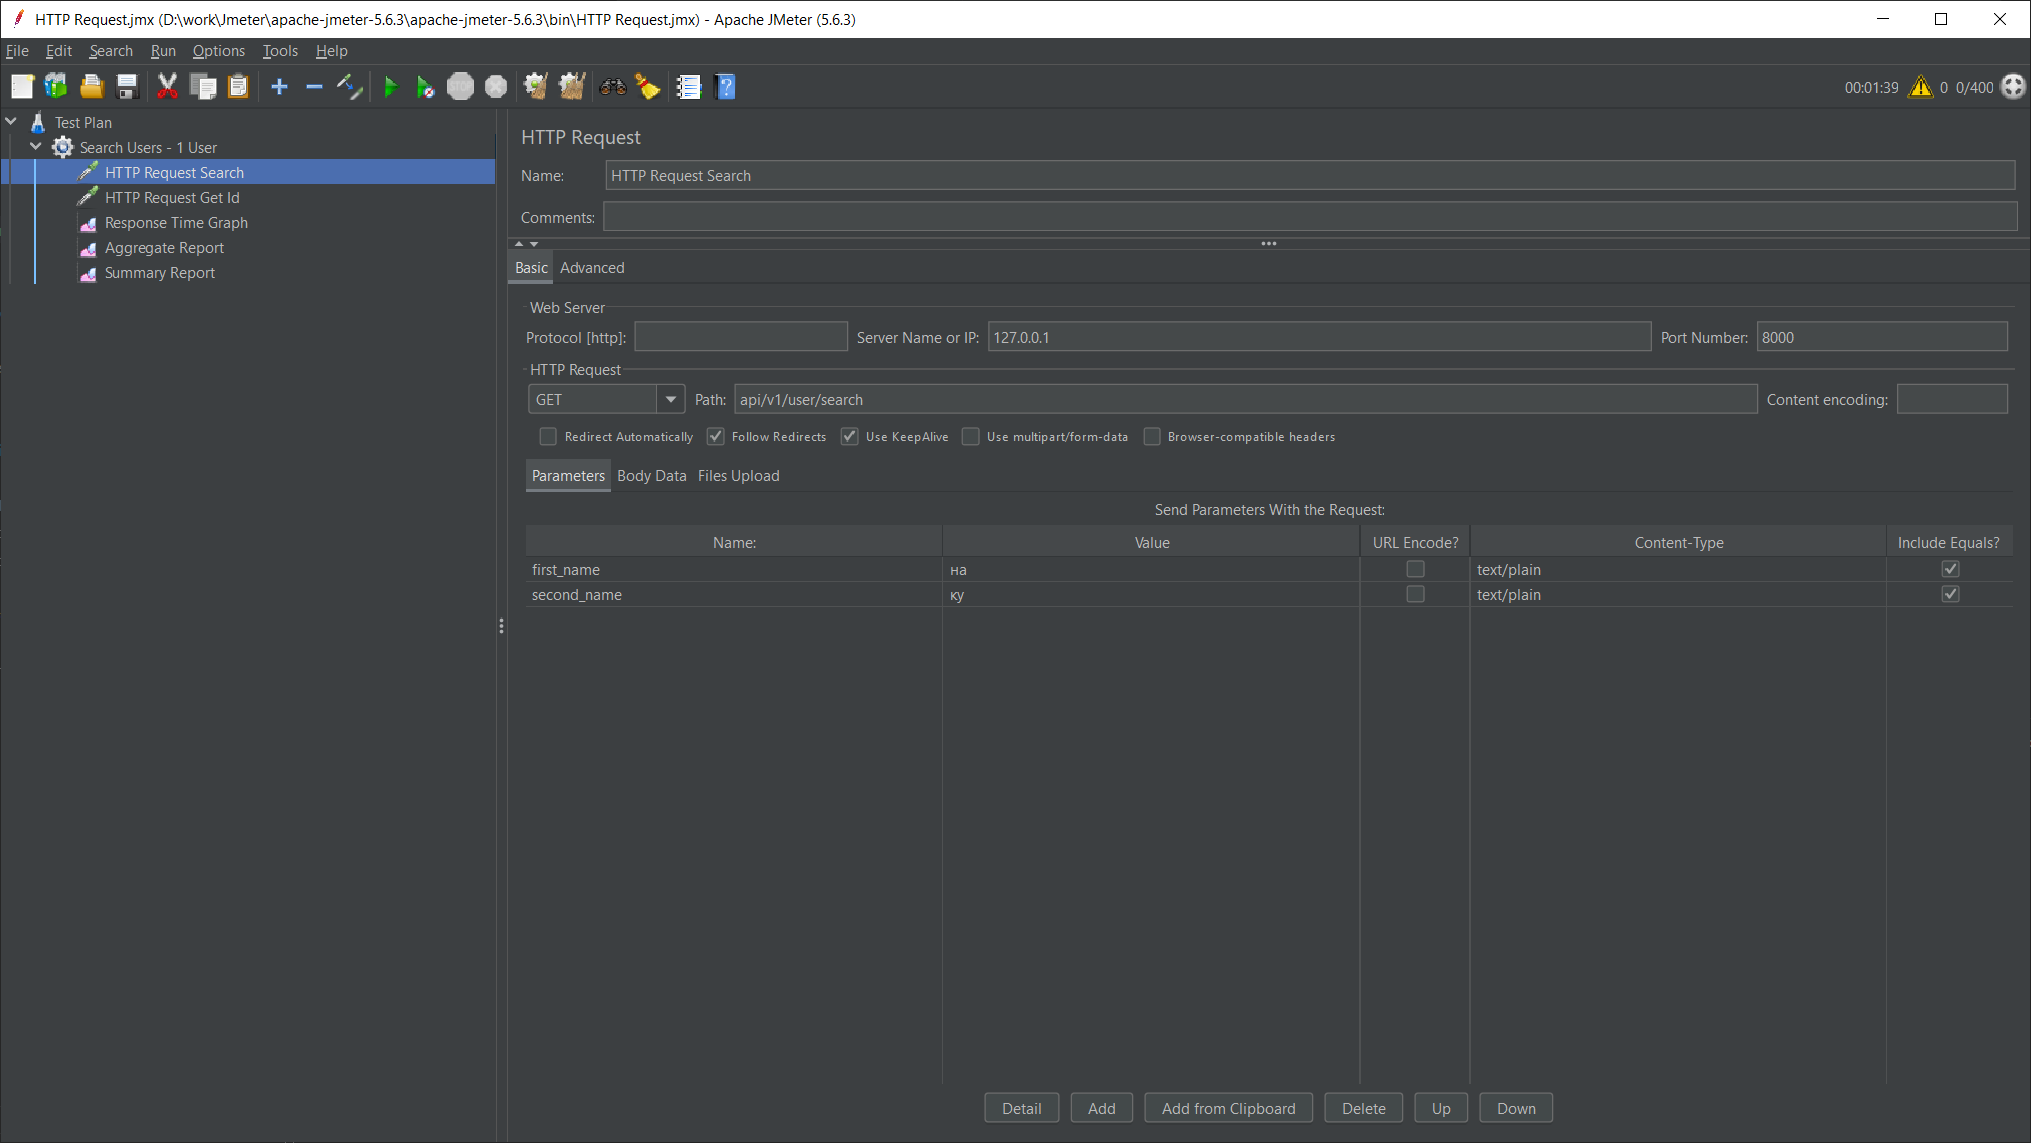 HTTP Request.jmx (D:\work\Jmeter\apache-jmeter-5.6.3\apache-jmeter-5.6.3\bin\HTTP Request.jmx) - Apache JMeter (5.6.3)
File Edit Search Run Options Tools Help
STOP
?
00:01:39 0 0/400
Test Plan
Search Users - 1 User
HTTP Request Search
HTTP Request Get Id
Response Time Graph
Aggregate Report
Summary Report
HTTP Request
Name: HTTP Request Search
Comments:
Basic Advanced
Web Server
Protocol [http]: Server Name or IP: 127.0.0.1 Port Number: 8000
HTTP Request
GET Path: api/v1/user/search Content encoding:
Redirect Automatically Follow Redirects Use KeepAlive Use multipart/form-data Browser-compatible headers
Parameters Body Data Files Upload
Send Parameters With the Request:
Name: Value URL Encode? Content-Type Include Equals?
first_name на text/plain
second_name ку text/plain
Detail Add Add from Clipboard Delete Up Down